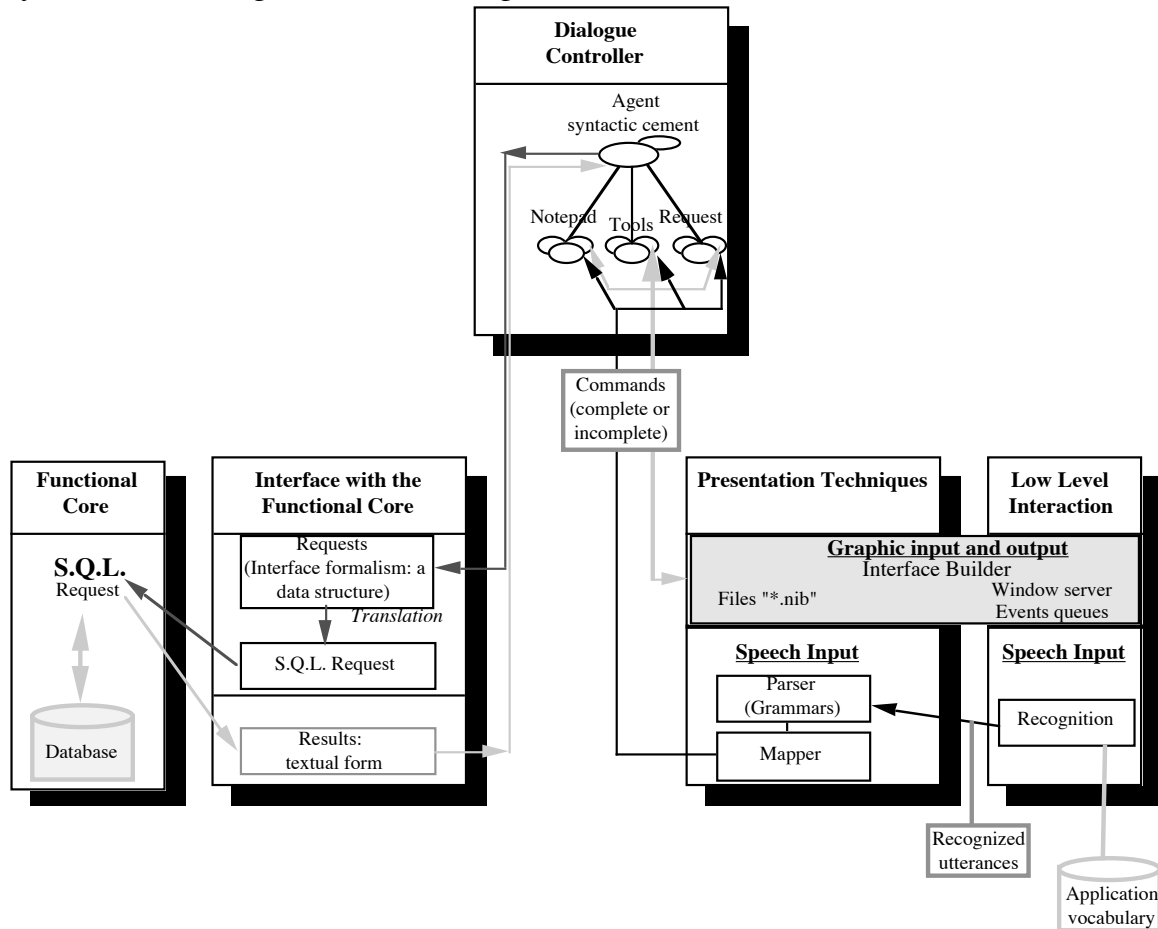 Dialogue
Controller
Agent
syntactic cement
Notepad
Tools
Request
Commands
(complete or
incomplete)
Functional
Core
S.Q.L.
Request
Database
Interface with the
Functional Core
Requests
(Interface formalism: a
data structure)
Translation
S.Q.L. Request
Results:
textual form
Presentation Techniques
Low Level
Interaction
Graphic input and output
Interface Builder
Files "*.nib"
Window server
Events queues
Speech Input
Parser
(Grammars)
Mapper
Speech Input
Recognition
Recognized
utterances
Application
vocabulary